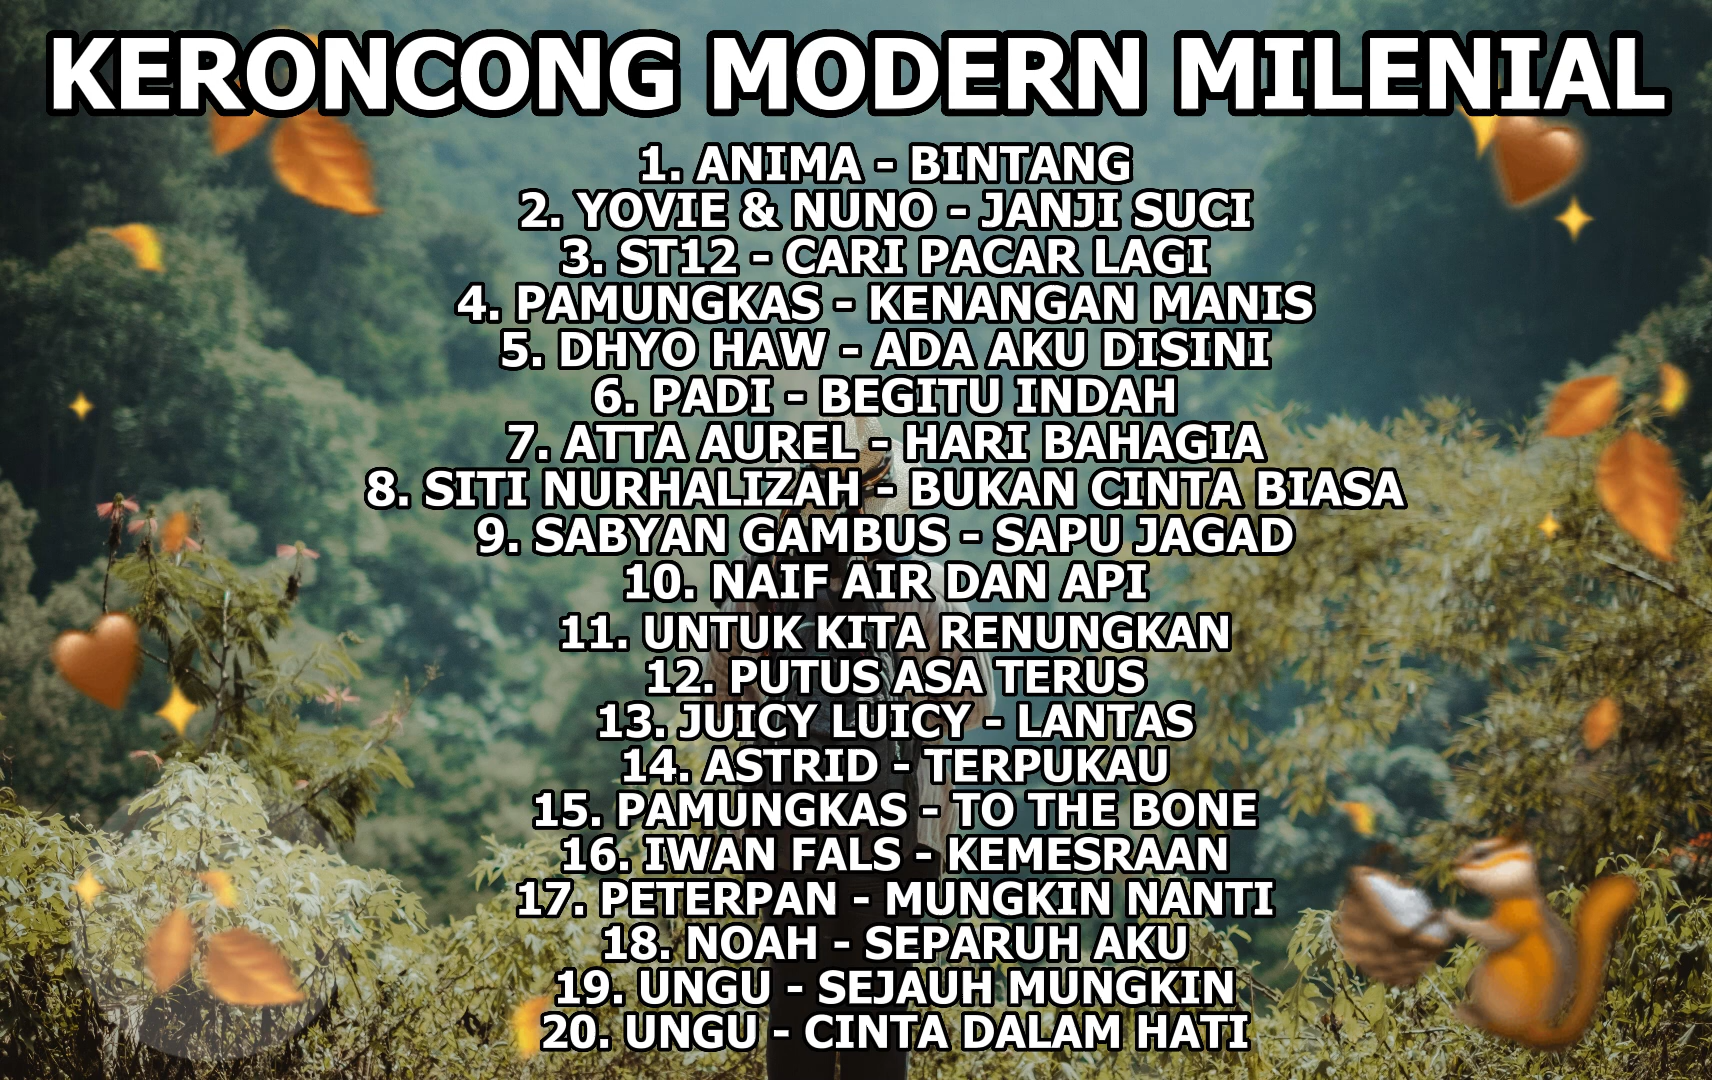 KERONCONG MODERN MILENIAL
1. ANIMA - BINTANG
2. YOVIE & NUNO - JANJI SUCI
3. ST12 - CARI PACAR LAGI
4. PAMUNGKAS - KENANGAN MANIS
5. DHYO HAW - ADA AKU DISINI
6. PADI - BEGITU INDAH
7. ATTA AUREL - HARI BAHAGIA
8. SITI NURHALIZAH - BUKAN CINTA BIASA
9. SABYAN GAMBUS - SAPU JAGAD
10. NAIF AIR DAN API
11. UNTUK KITA RENUNGKAN
12. PUTUS ASA TERUS
13. JUICY LUICY - LANTAS
14. ASTRID - TERPUKAU
15. PAMUNGKAS - TO THE BONE
16. IWAN FALS - KEMESRAAN
17. PETERPAN - MUNGKIN NANTI
18. NOAH - SEPARUH AKU
19. UNGU - SEJAUH MUNGKIN
20. UNGU - CINTA DALAM HATI